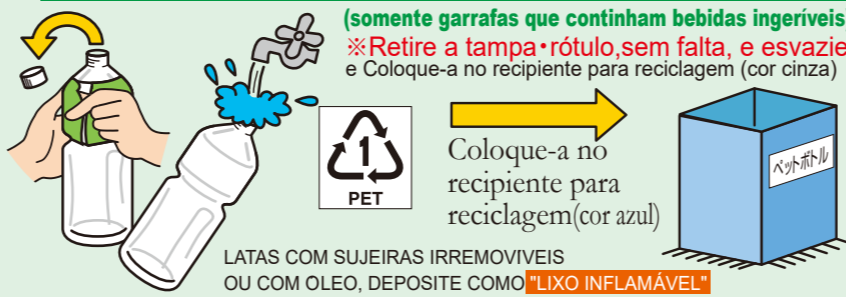 (somente garrafas que continham bebidas ingeríveis)
※Retire a tampa•rótulo,sem falta, e esvazie
e Coloque-a no recipiente para reciclagem (cor cinza)
1
PET
Coloque-a no
recipiente para
reciclagem(cor azul)
ペットボトル
LATAS COM SUJEIRAS IRREMOVIVEIS
OU COM OLEO, DEPOSITE COMO "LIXO INFLAMÁVEL"